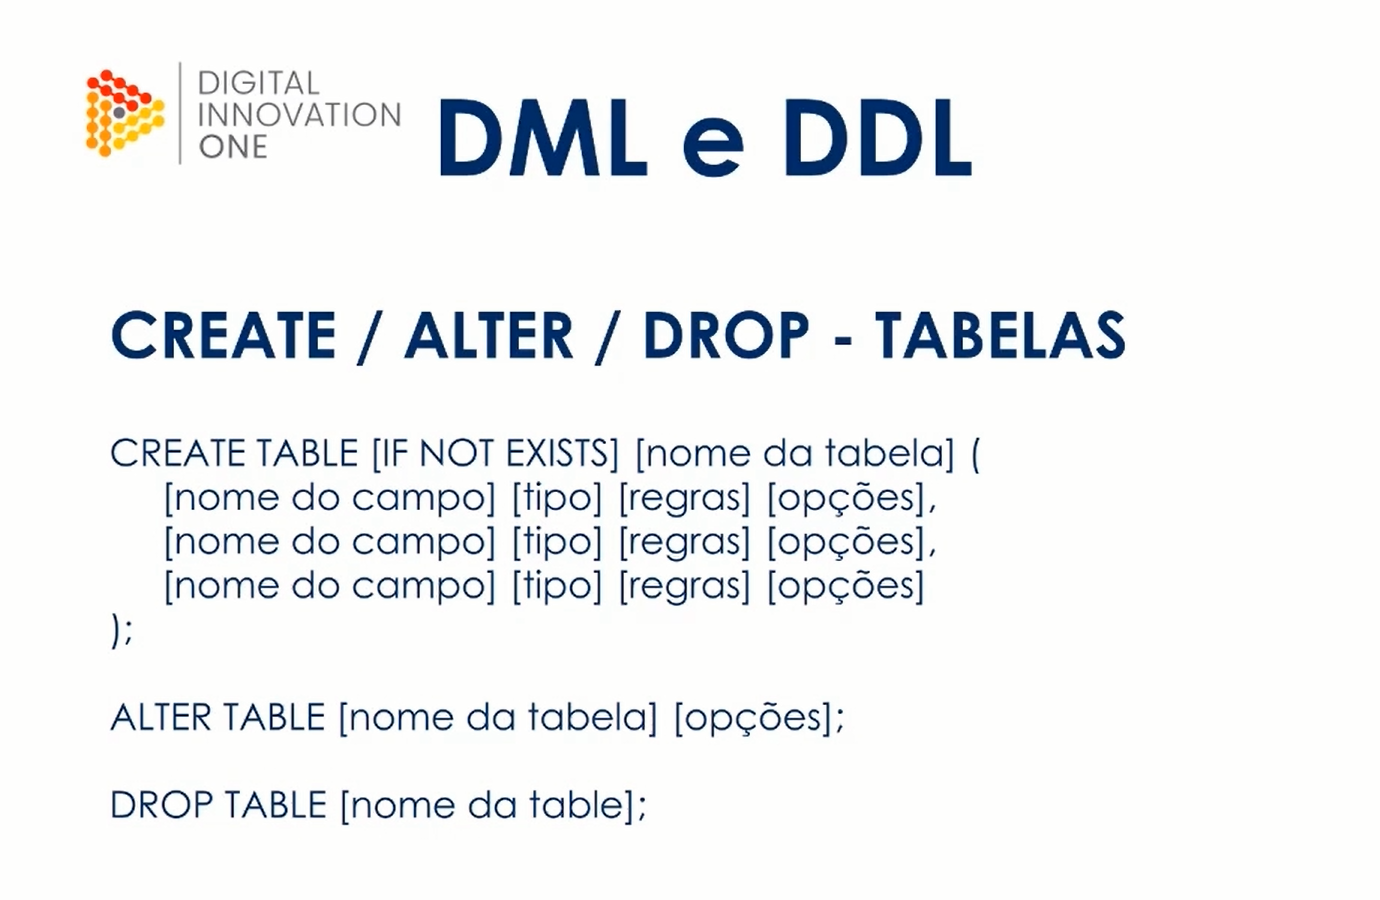 DIGITAL
INNOVATION
ONE
DML e DDL
CREATE / ALTER / DROP - TABELAS
CREATE TABLE [IF NOT EXISTS] [nome da tabela] (
[nome do campo] [tipo] [regras] [opções],
[nome do campo] [tipo] [regras] [opções],
[nome do campo] [tipo] [regras] [opções]
);
ALTER TABLE [nome da tabela] [opções];
DROP TABLE [nome da table];